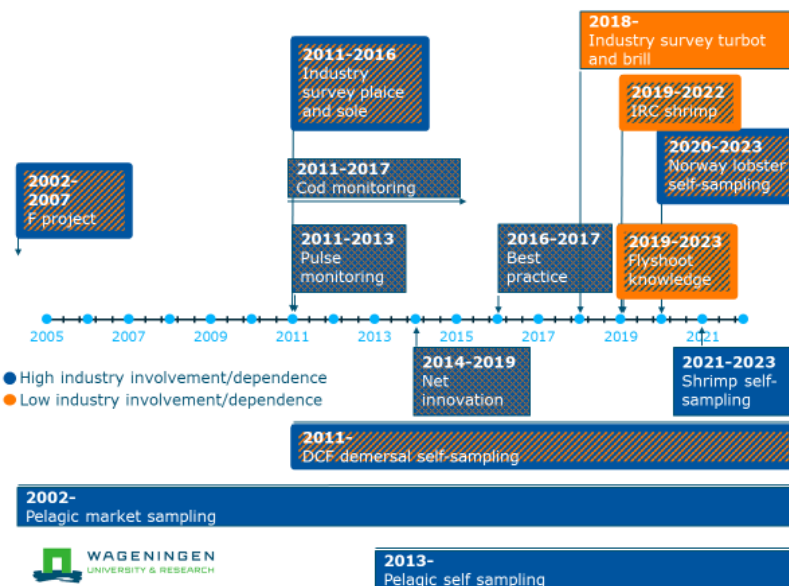 2018-
Industry survey turbot
and brill
2011-2016
Industry
survey plaice
and sole
2019-2022
IRC shrimp
2020-2023
Norway lobster
self-sampling
2011-2017
Cod monitoring
2002-
2007
F project
2011-2013
Pulse
monitoring
2016-2017
Best
practice
2019-2023
Flyshoot
knowledge
2005 2007 2009 2011 2013 2015 2017 2019 2021
2014-2019
Net
innovation
2021-2023
Shrimp self-
sampling
High industry involvement/dependence
Low industry involvement/dependence
2011-
DCF demersal self-sampling
2002-
Pelagic market sampling
WAGENINGEN
UNIVERSITY & RESEARCH
2013-
Pelagic self sampling